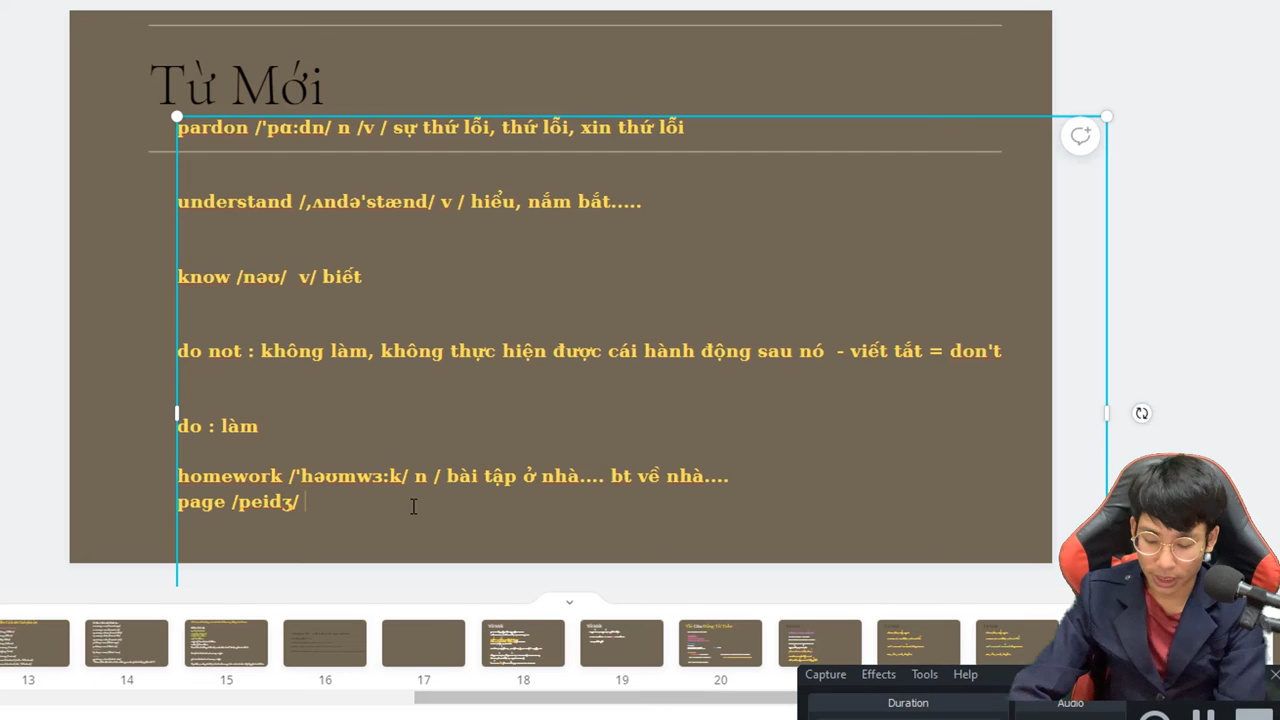 Từ Mới
pardon /'pɑ:dn/ n /v / sự thứ lỗi, thứ lỗi, xin thứ lỗi
understand /,ʌndə'stænd/ v / hiểu, nắm bắt.....
know /nəʊ/  v/ biết
do not : không làm, không thực hiện được cái hành động sau nó  - viết tắt = don't
do : làm
homework /'həʊmwɜ:k/ n / bài tập ở nhà.... bt về nhà....
page /peidʒ/
13 14 15 16 17 18 19 20
Capture Effects Tools Help
Duration Audio